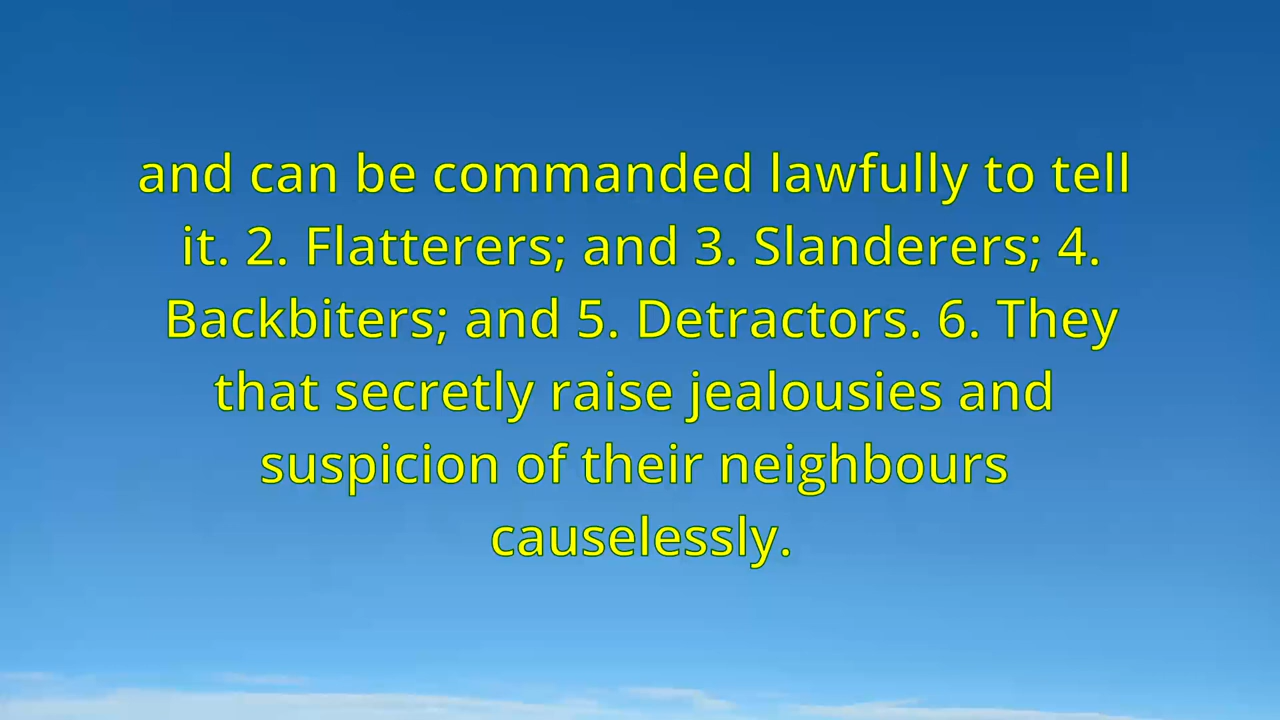 and can be commanded lawfully to tell
it. 2. Flatterers; and 3. Slanderers; 4.
Backbiters; and 5. Detractors. 6. They
that secretly raise jealousies and
suspicion of their neighbours
causelessly.